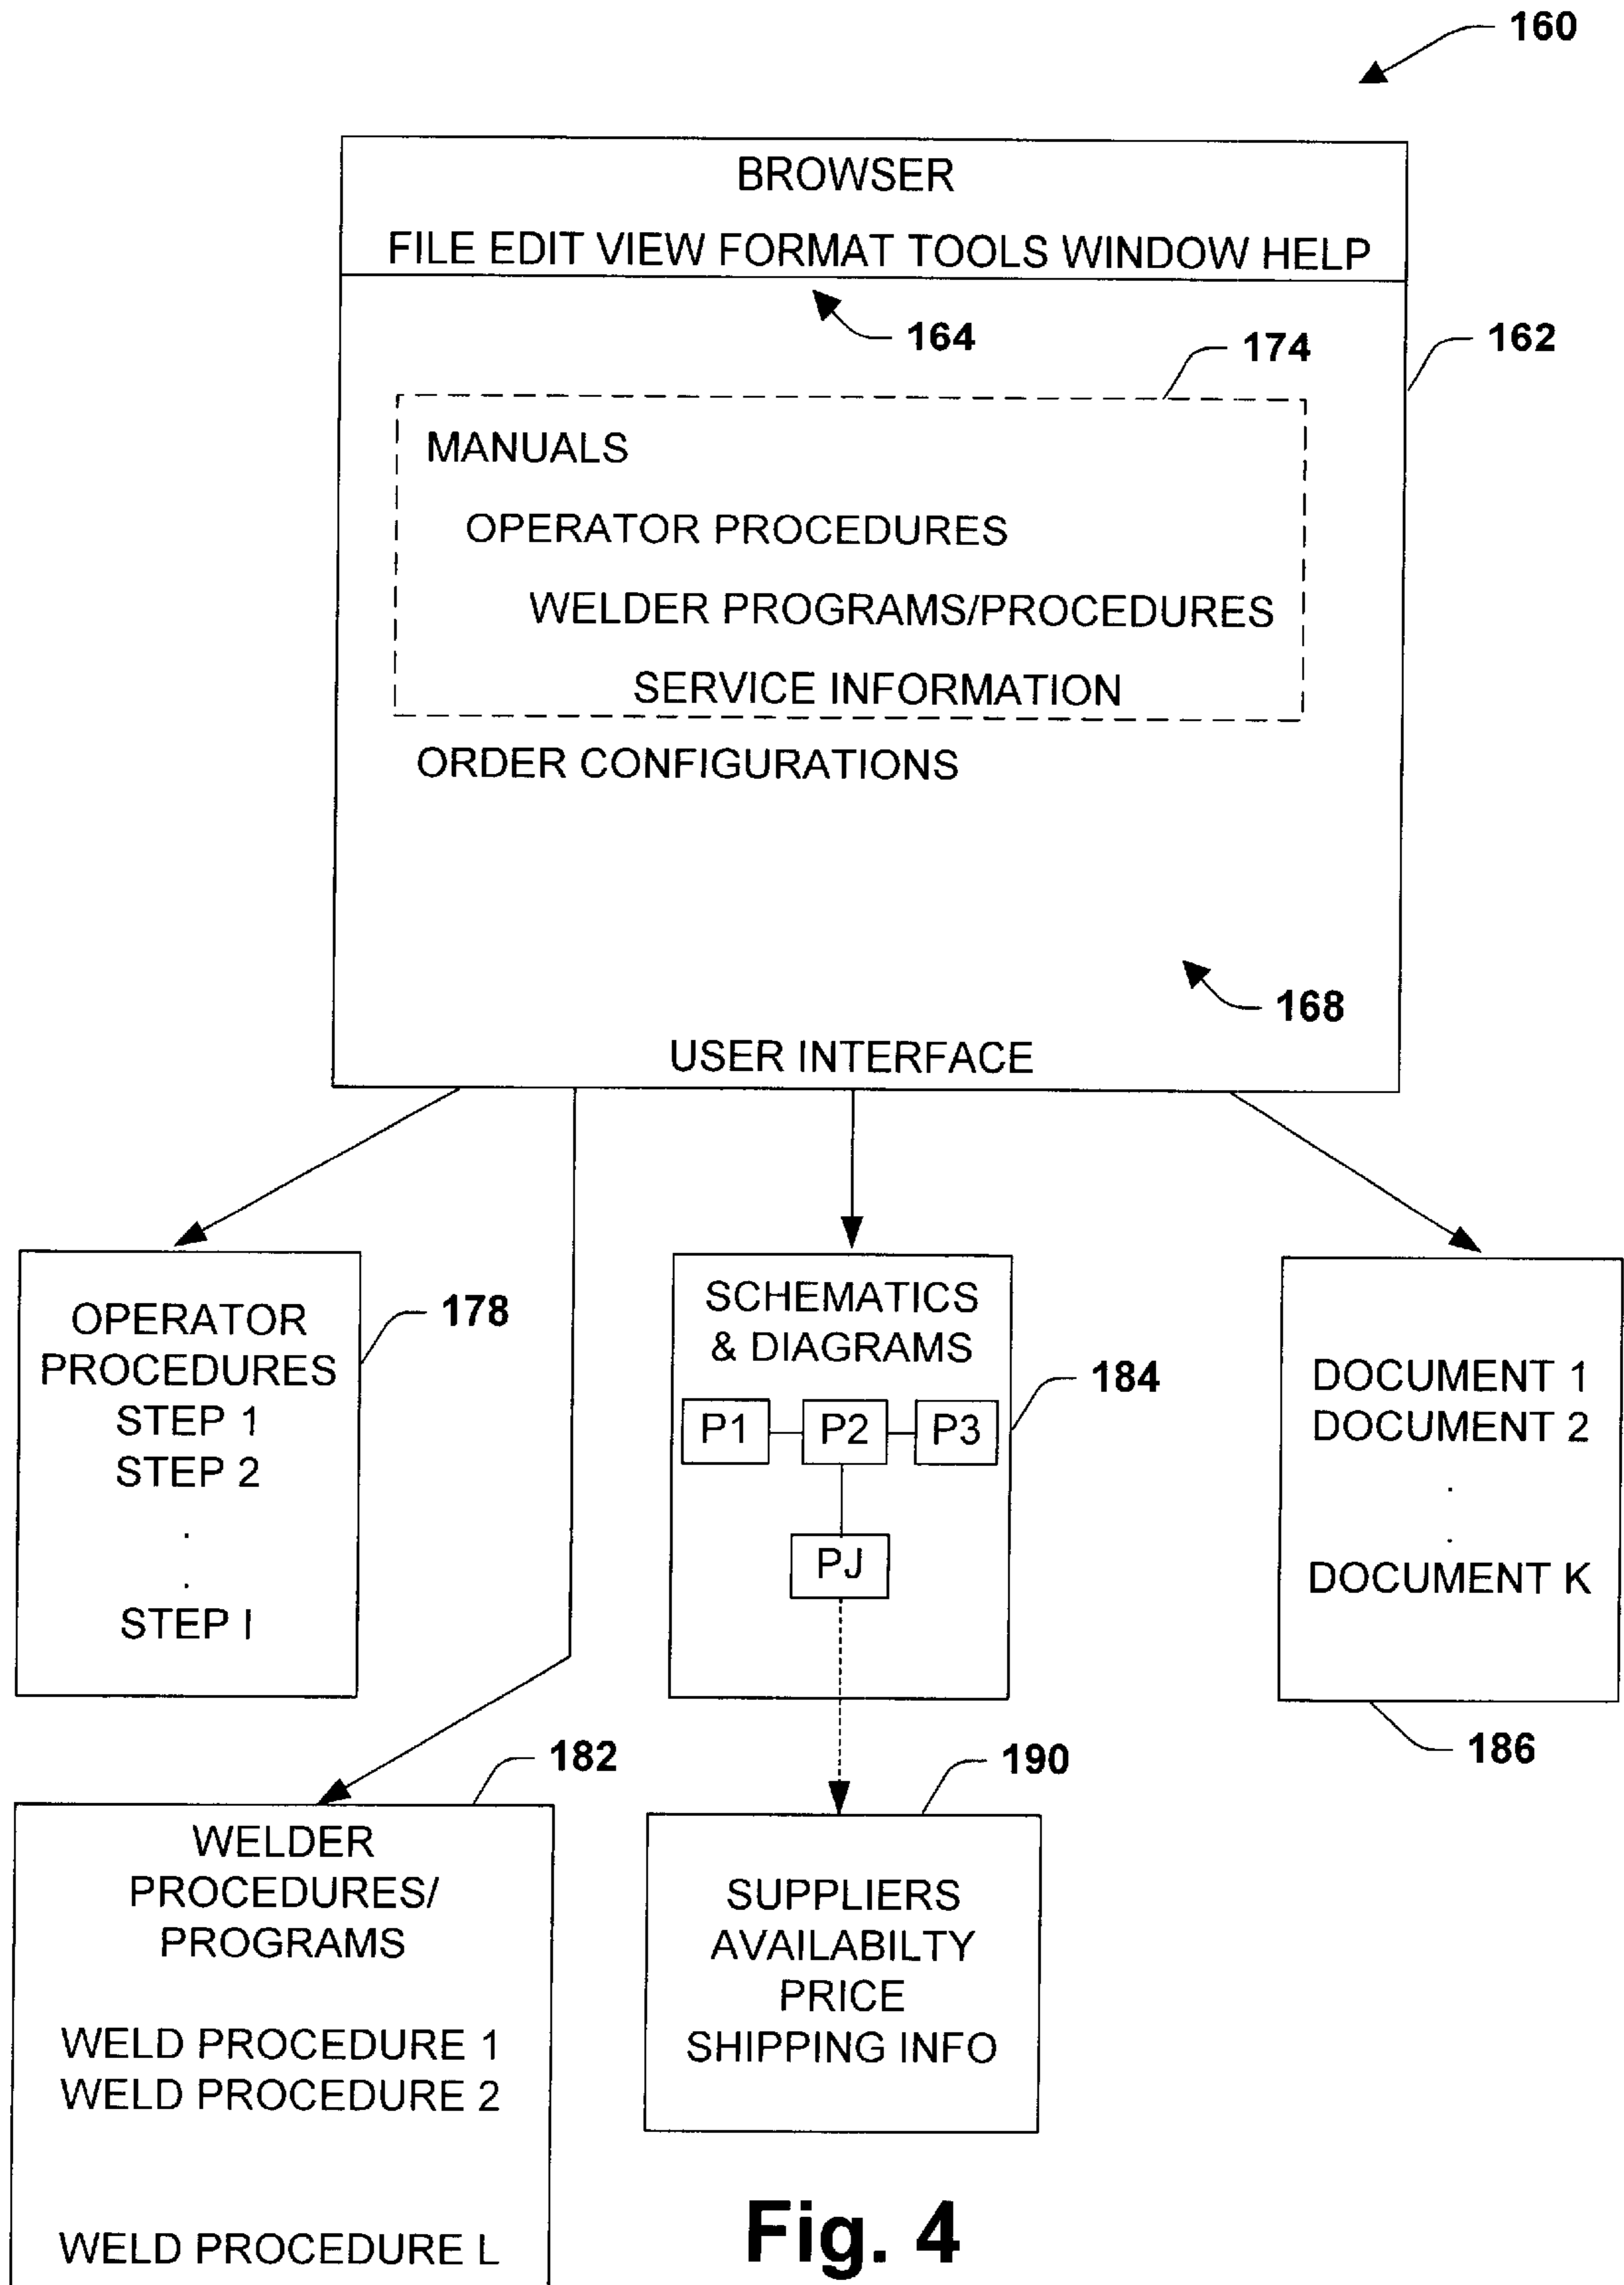 160
BROWSER
FILE EDIT VIEW FORMAT TOOLS WINDOW HELP
164
162
174
MANUALS
OPERATOR PROCEDURES
WELDER PROGRAMS/PROCEDURES
SERVICE INFORMATION
ORDER CONFIGURATIONS
168
USER INTERFACE
OPERATOR
PROCEDURES
STEP 1
STEP 2
.
.
STEP I
178
SCHEMATICS
& DIAGRAMS
P1
P2
P3
PJ
184
DOCUMENT 1
DOCUMENT 2
.
.
DOCUMENT K
186
182
WELDER
PROCEDURES/
PROGRAMS
WELD PROCEDURE 1
WELD PROCEDURE 2
WELD PROCEDURE L
190
SUPPLIERS
AVAILABILTY
PRICE
SHIPPING INFO
Fig. 4